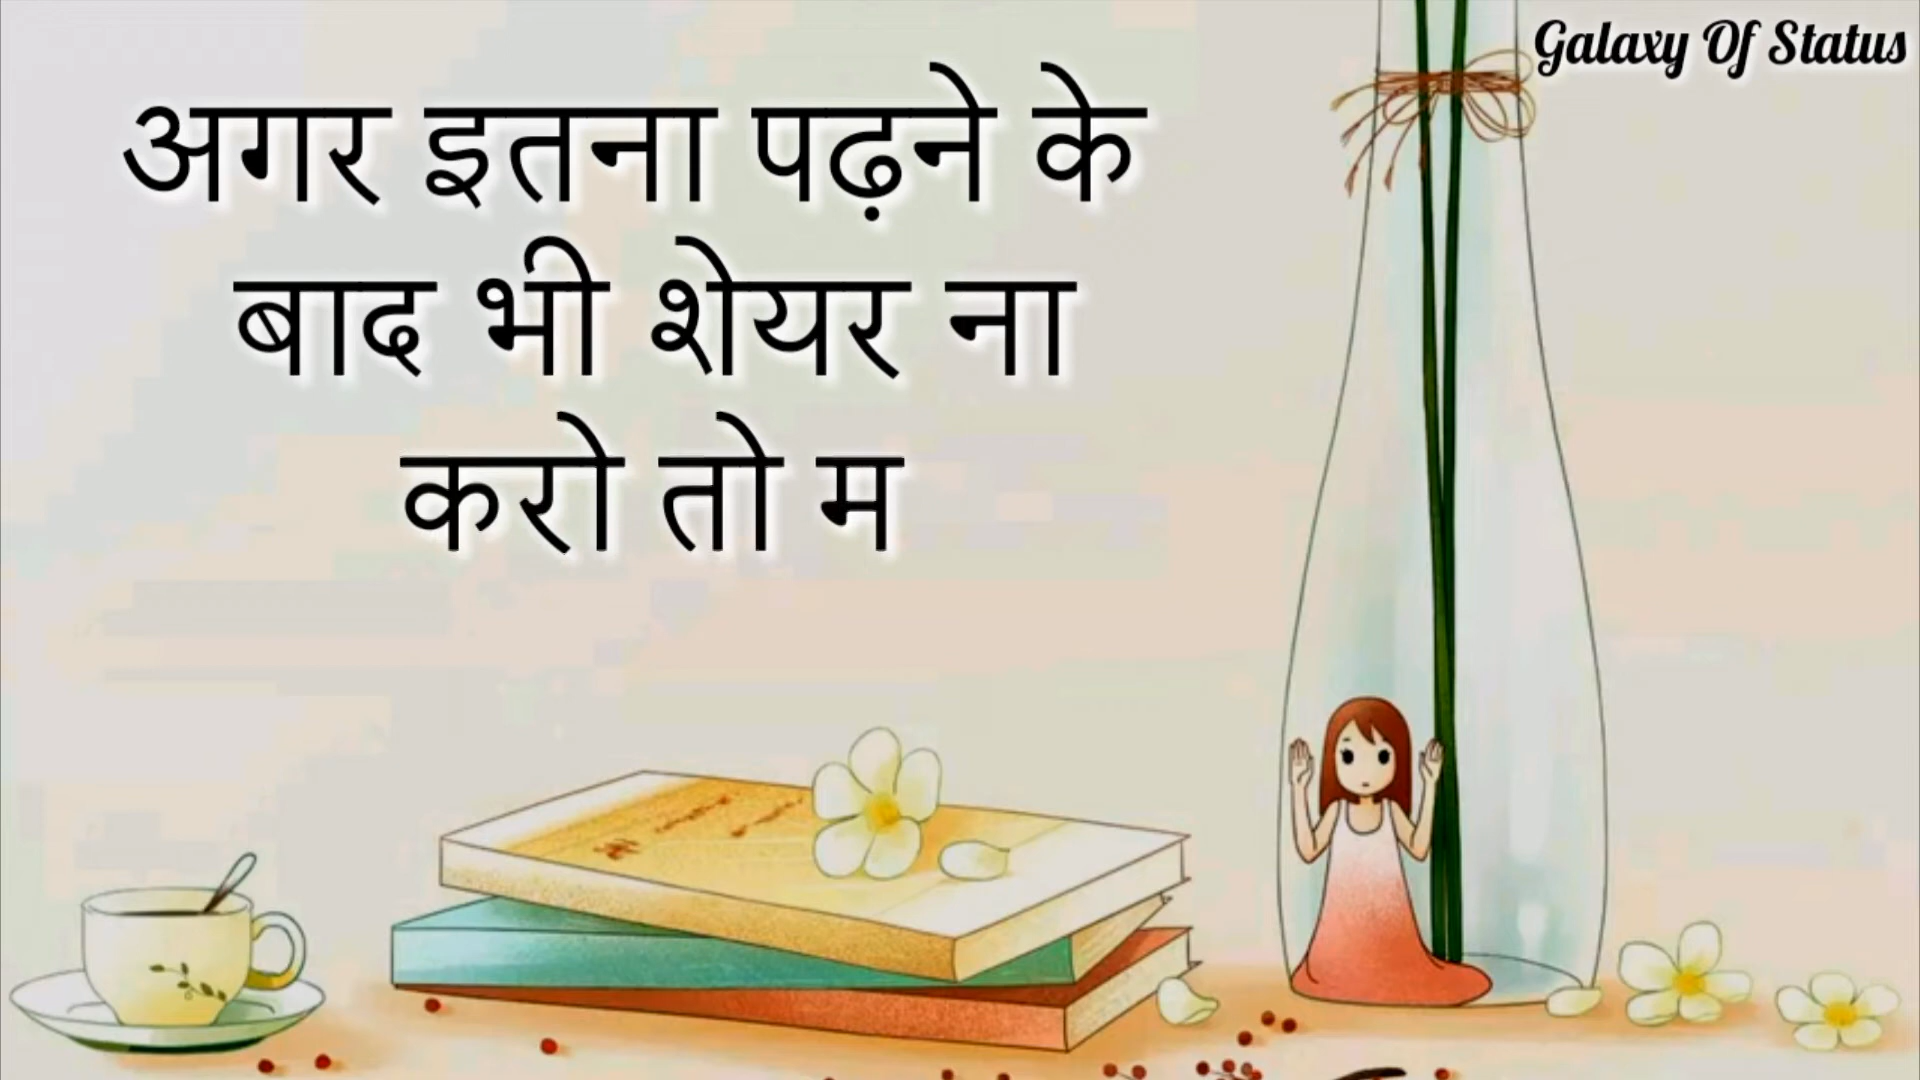 Galaxy Of Status
अगर इतना पढ़ने के
बाद भी शेयर ना
करो तो म